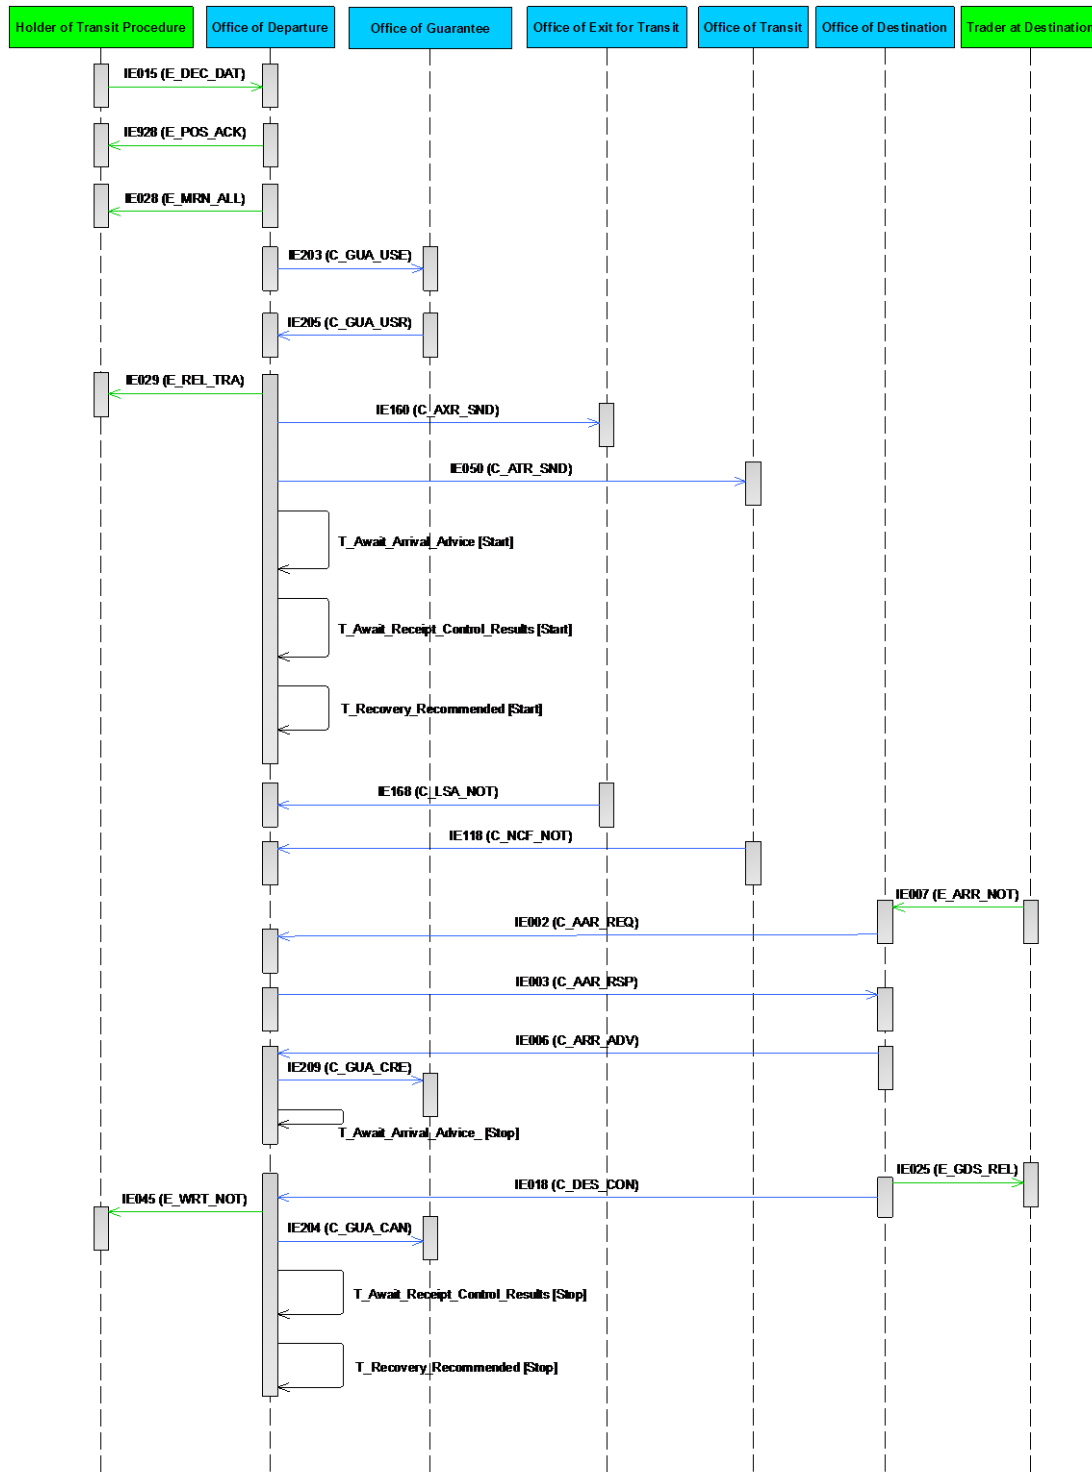 Holder of Transit Procedure
Office of Departure
Office of Guarantee
Office of Exit for Transit
Office of Transit
Office of Destination
Trader at Destination
IE015 (E_DEC_DAT)
IE928 (E_POS_ACK)
IE028 (E_MRN_ALL)
IE203 (C_GUA_USE)
IE205 (C_GUA_USR)
IE029 (E_REL_TRA)
IE160 (C_AXR_SND)
IE050 (C_ATR_SND)
T_Await_Arrival_Advice [Start]
T_Await_Receipt_Control_Results [Start]
T_Recovery_Recommended [Start]
IE168 (C_LSA_NOT)
IE118 (C_NCF_NOT)
IE007 (E_ARR_NOT)
IE002 (C_AAR_REQ)
IE003 (C_AAR_RSP)
IE006 (C_ARR_ADV)
IE209 (C_GUA_CRE)
T_Await_Arrival_Advice_ [Stop]
IE025 (E_GDS_REL)
IE018 (C_DES_CON)
IE045 (E_WRT_NOT)
IE204 (C_GUA_CAN)
T_Await_Receipt_Control_Results [Stop]
T_Recovery_Recommended [Stop]